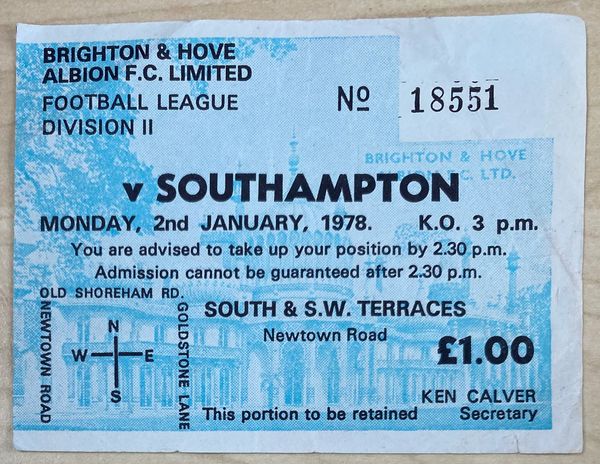 BRIGHTON & HOVE
ALBION F.C. LIMITED
FOOTBALL LEAGUE
DIVISION II
Nº 18551
BRIGHTON & HOVE
ALBION F.C. LTD.
v SOUTHAMPTON
MONDAY, 2nd JANUARY, 1978. K.O. 3 p.m.
You are advised to take up your position by 2.30 p.m.
Admission cannot be guaranteed after 2.30 p.m.
OLD SHOREHAM RD.
NEWTOWN ROAD
GOLDSTONE LANE
N
W E
S
SOUTH & S.W. TERRACES
Newtown Road
£1.00
KEN CALVER
This portion to be retained Secretary